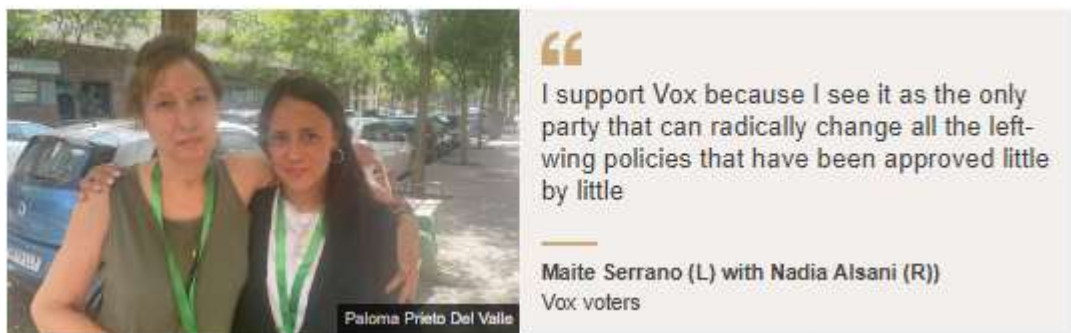 Paloma Prieto Del Valle
I support Vox because I see it as the only
party that can radically change all the left-
wing policies that have been approved little
by little
Maite Serrano (L) with Nadia Alsani (R))
Vox voters